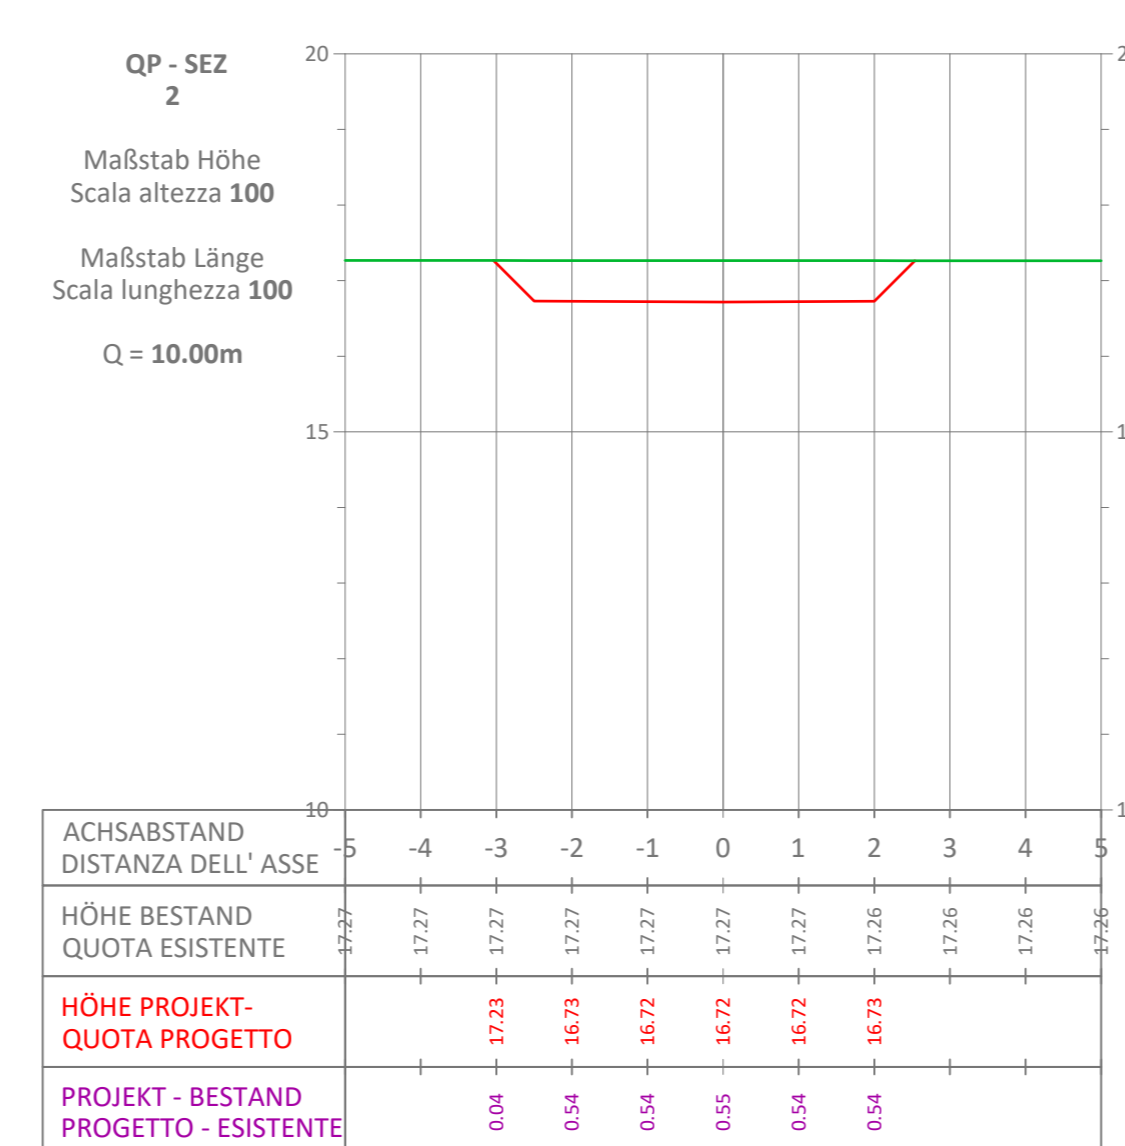 QP - SEZ
2
Maßstab Höhe
Scala altezza 100
Maßstab Länge
Scala lunghezza 100
Q = 10.00m
20
2
15
1
10
1
ACHSABSTAND
DISTANZA DELL' ASSE
-5 -4 -3 -2 -1 0 1 2 3 4 5
HÖHE BESTAND
QUOTA ESISTENTE
17.27 17.27 17.27 17.27 17.27 17.27 17.27 17.26 17.26 17.26 17.26
HÖHE PROJEKT-
QUOTA PROGETTO
17.23 16.73 16.72 16.72 16.72 16.73
PROJEKT - BESTAND
PROGETTO - ESISTENTE
0.04 0.54 0.54 0.55 0.54 0.54